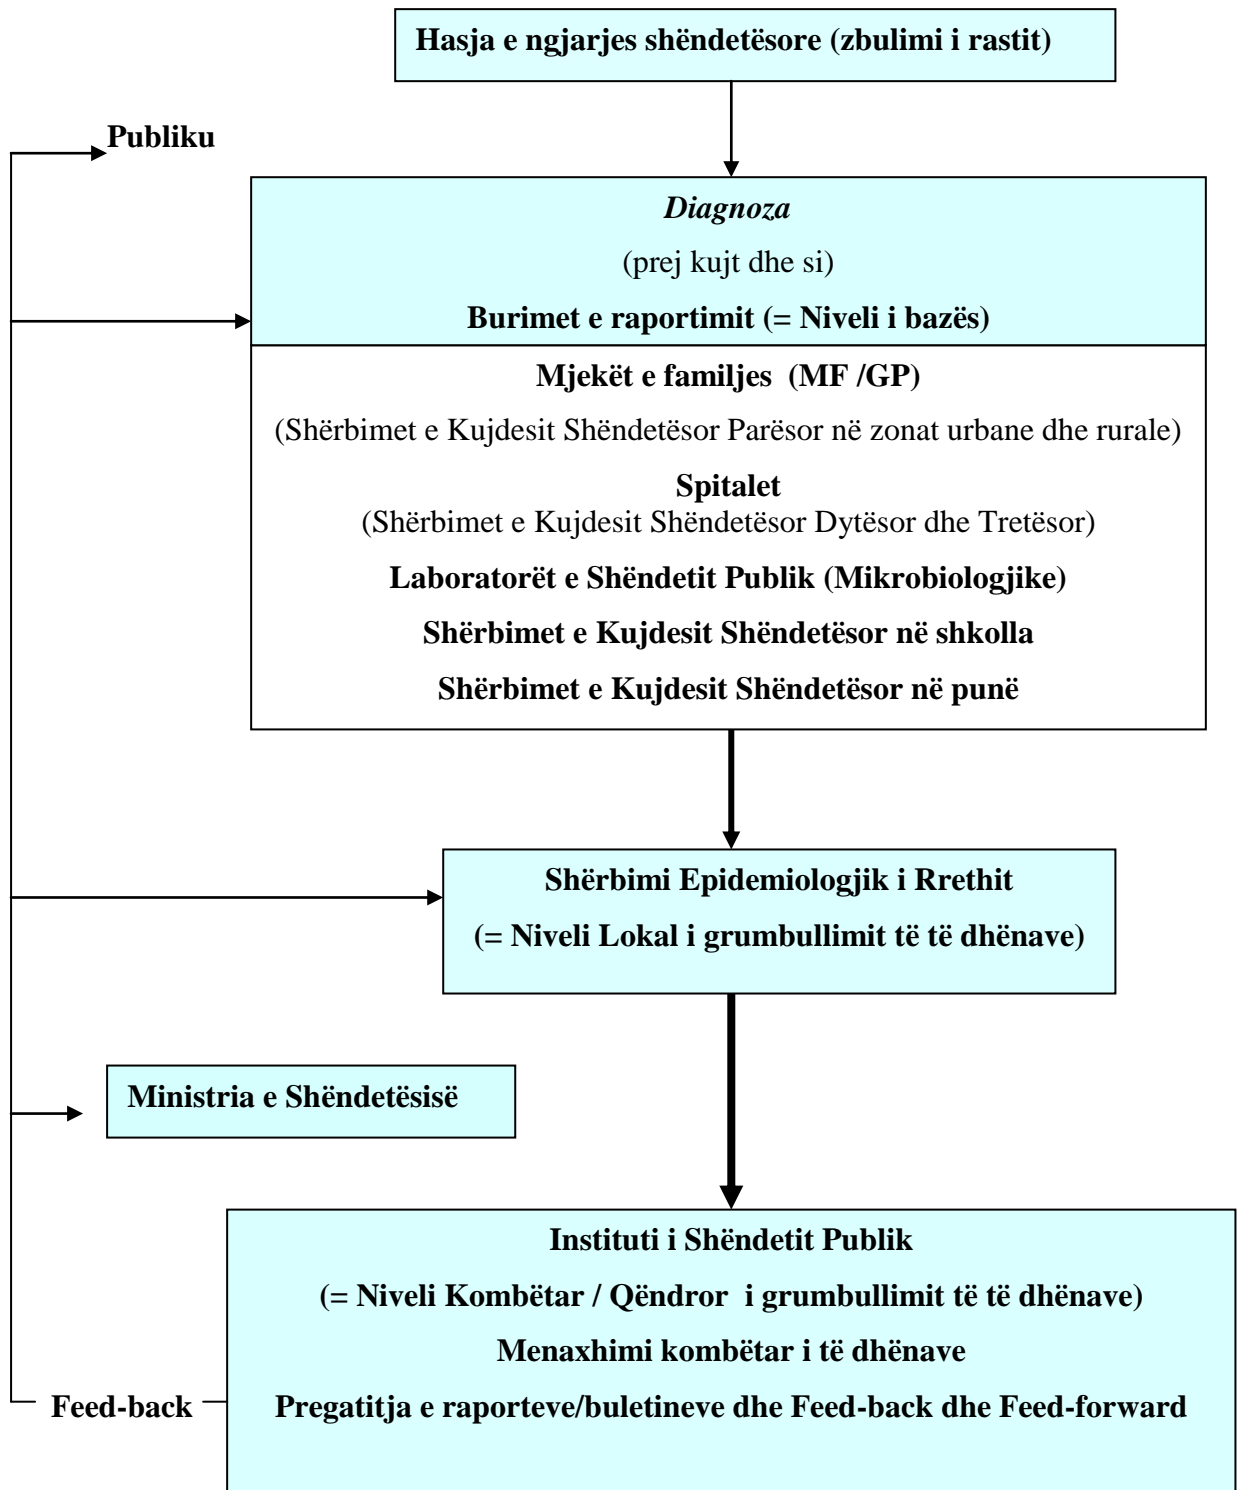 Hasja e ngjarjes shëndetësore (zbulimi i rastit)
Publiku
Diagnoza
(prej kujt dhe si)
Burimet e raportimit (= Niveli i bazës)
Mjekët e familjes (MF /GP)
(Shërbimet e Kujdesit Shëndetësor Parësor në zonat urbane dhe rurale)
Spitalet
(Shërbimet e Kujdesit Shëndetësor Dytësor dhe Tretësor)
Laboratorët e Shëndetit Publik (Mikrobiologjike)
Shërbimet e Kujdesit Shëndetësor në shkolla
Shërbimet e Kujdesit Shëndetësor në punë
Shërbimi Epidemiologjik i Rrethit
(= Niveli Lokal i grumbullimit të të dhënave)
Ministria e Shëndetësisë
Instituti i Shëndetit Publik
(= Niveli Kombëtar / Qëndror i grumbullimit të të dhënave)
Menaxhimi kombëtar i të dhënave
Feed-back
Pregatitja e raporteve/buletineve dhe Feed-back dhe Feed-forward